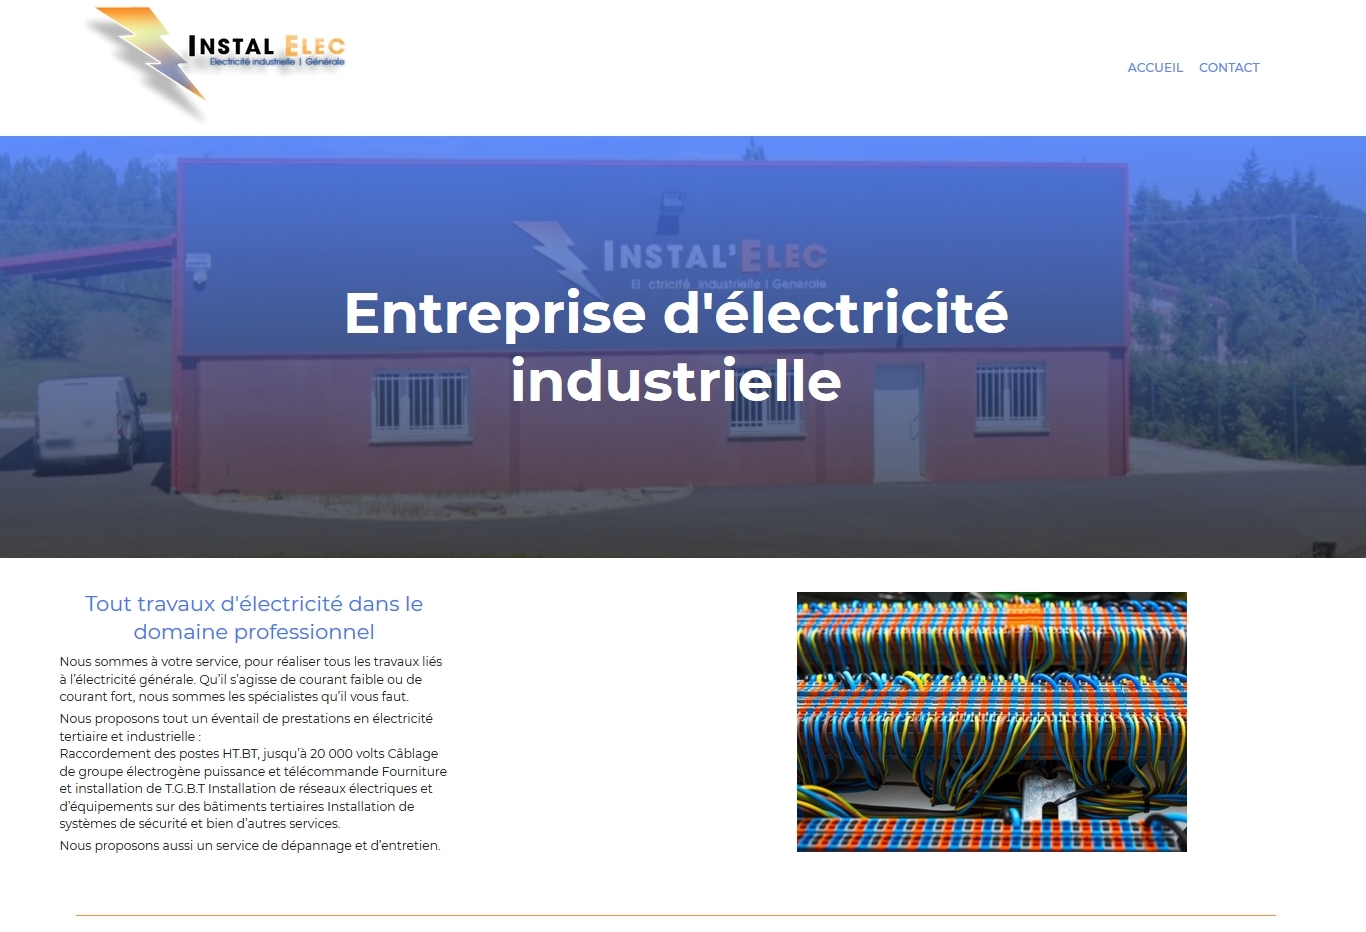 INSTAL ELEC
Electricité industrielle | Générale
ACCUEIL CONTACT
INSTAL'ELEC
El ctricité industrielle | Générale
Entreprise d'électricité
industrielle
Tout travaux d'électricité dans le
domaine professionnel
Nous sommes à votre service, pour réaliser tous les travaux liés
à l’électricité générale. Qu’il s’agisse de courant faible ou de
courant fort, nous sommes les spécialistes qu’il vous faut.
Nous proposons tout un éventail de prestations en électricité
tertiaire et industrielle :
Raccordement des postes HT.BT, jusqu’à 20 000 volts Câblage
de groupe électrogène puissance et télécommande Fourniture
et installation de T.G.B.T Installation de réseaux électriques et
d’équipements sur des bâtiments tertiaires Installation de
systèmes de sécurité et bien d’autres services.
Nous proposons aussi un service de dépannage et d’entretien.